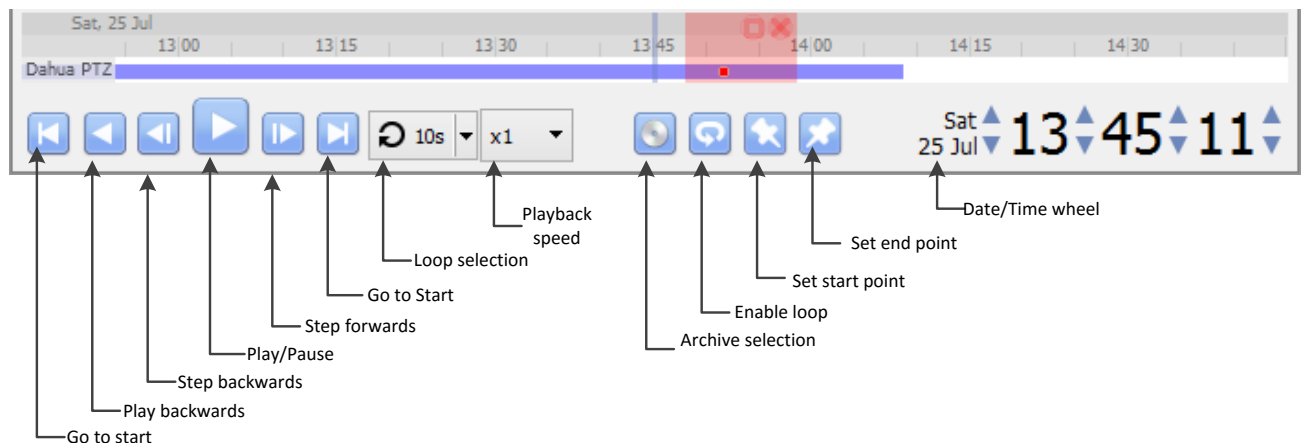 Sat, 25 Jul
13 00 13 15 13 30 13 45 14 00 14 15 14 30
Dahua PTZ
10s x1 Sat 25 Jul 13 45 11
Date/Time wheel
Playback
speed
Set end point
Loop selection
Set start point
Go to Start
Enable loop
Step forwards
Archive selection
Play/Pause
Step backwards
Play backwards
Go to start